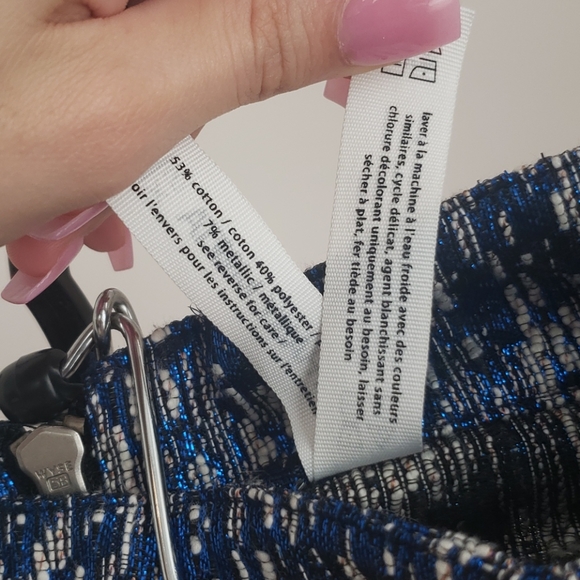 53% cotton / coton 40% polyester /
7% metallic / métallique
see reverse for care /
oir l'envers pour les instructions sur l'entretien
laver à la machine à l'eau froide avec des couleurs
similaires, cycle délicat, agent blanchissant sans
chlorure décolorant uniquement au besoin, laisser
sécher à plat, fer tiède au besoin